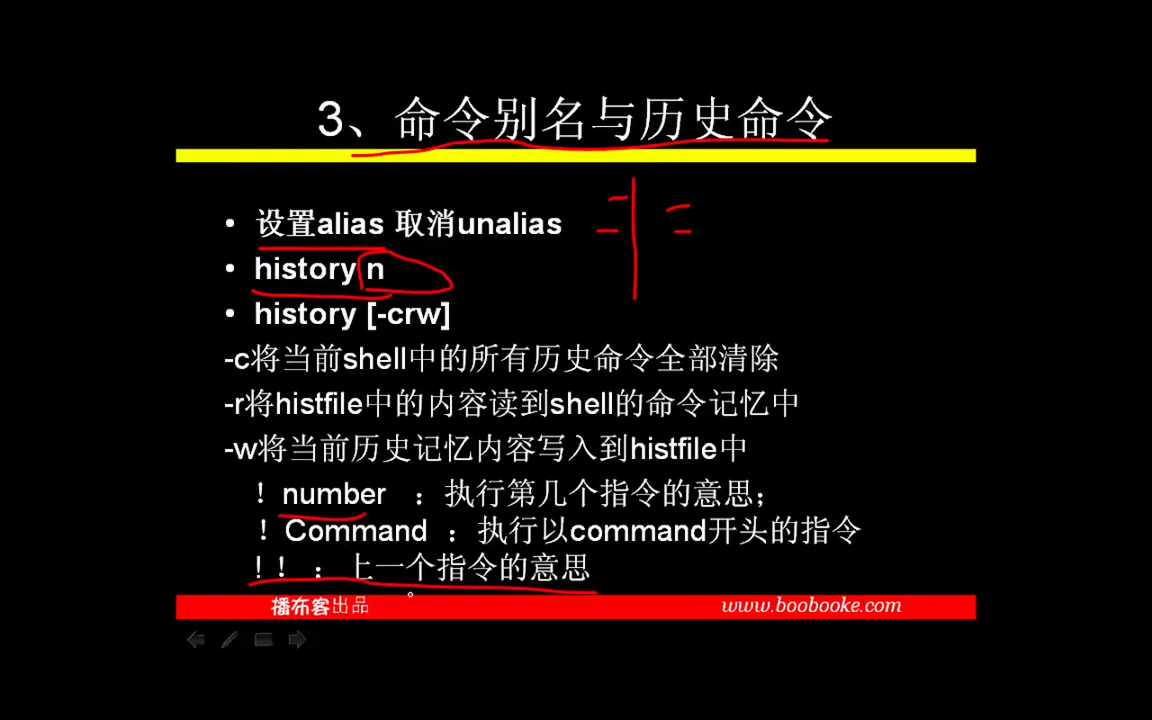 3、命令别名与历史命令
• 设置alias 取消unalias
• history n
• history [-crw]
-c将当前shell中的所有历史命令全部清除
-r将histfile中的内容读到shell的命令记忆中
-w将当前历史记忆内容写入到histfile中
！number ：执行第几个指令的意思；
！Command ：执行以command开头的指令
！！：上一个指令的意思
播布客出品 www.boobooke.com